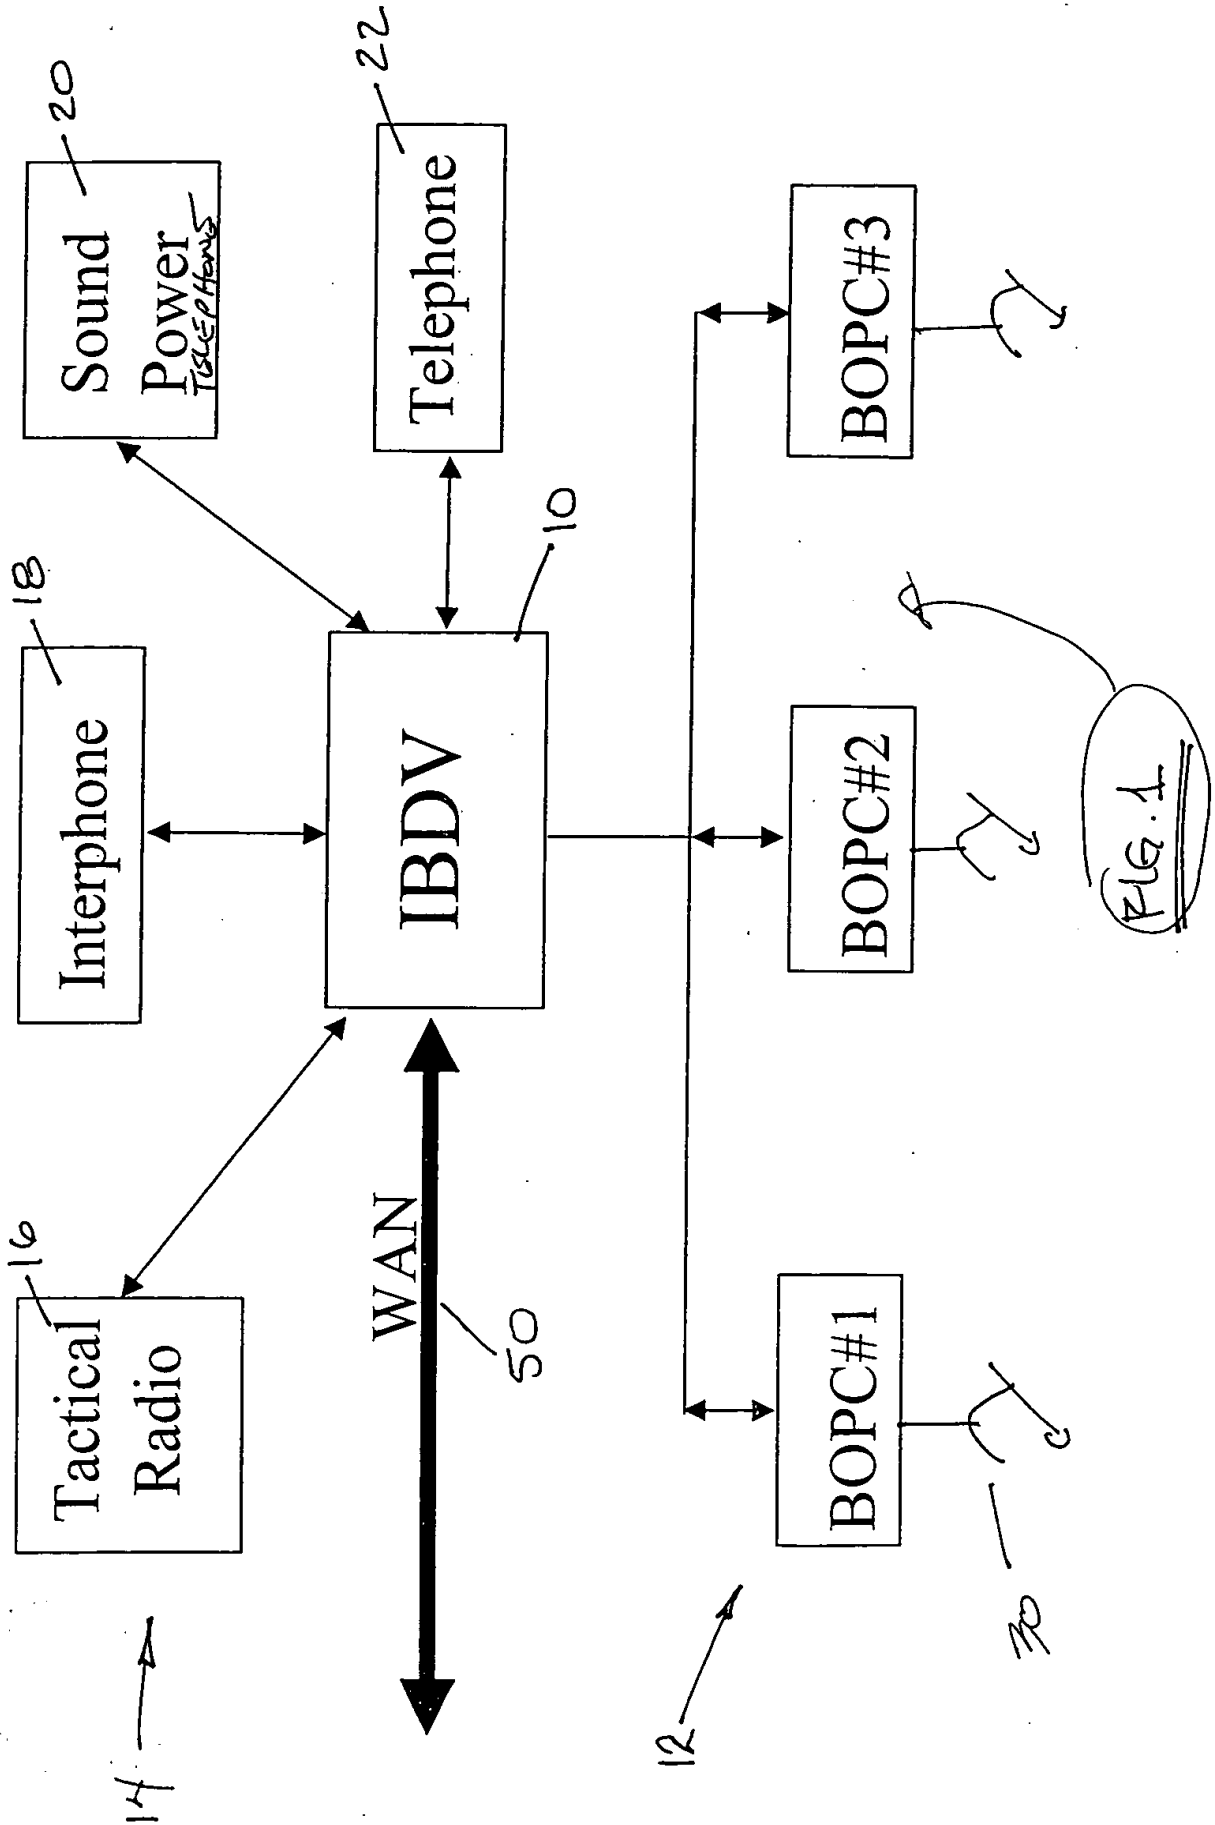 14
16
Tactical
Radio
18
Interphone
20
Sound
Power
TELEPHONE
WAN
50
IBDV
10
22
Telephone
12
BOPC#1
BOPC#2
BOPC#3
30
FIG. 1